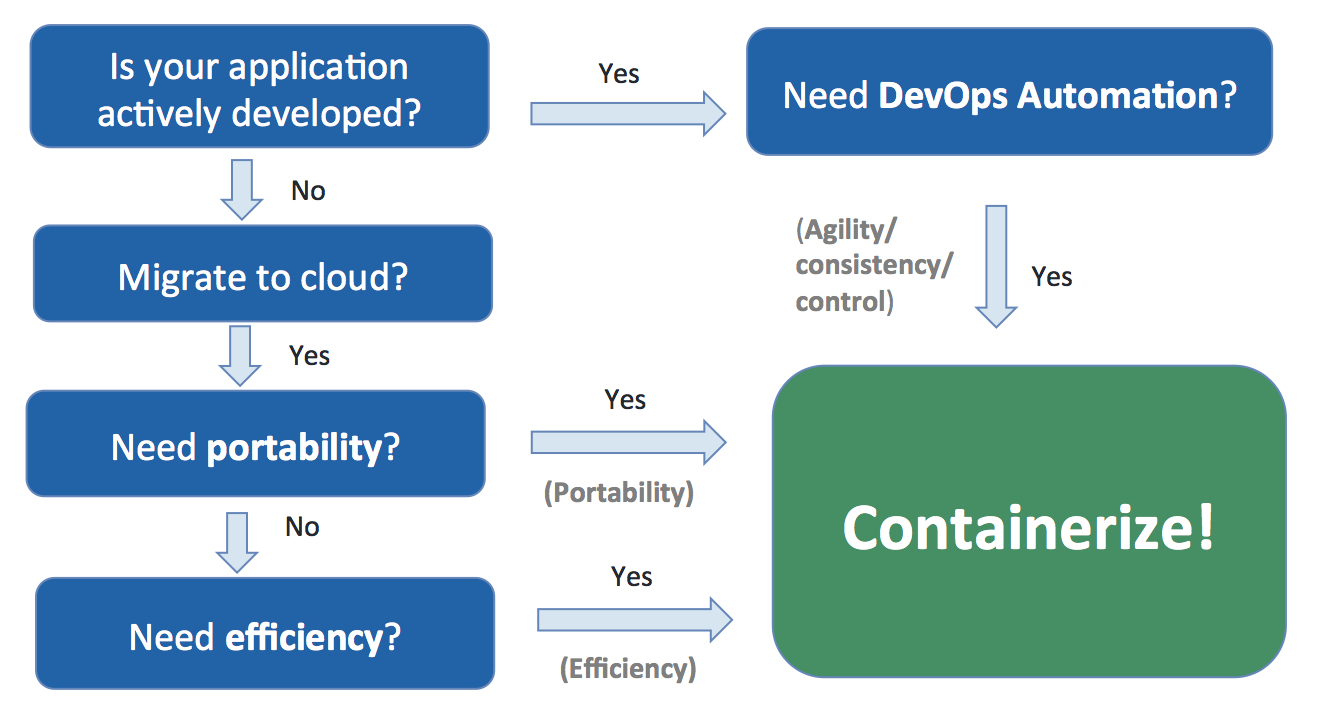 Is your application
actively developed?
Yes
Need DevOps Automation?
No
(Agility/
consistency/
control)
Yes
Migrate to cloud?
Yes
Need portability?
Yes
(Portability)
Containerize!
No
Need efficiency?
Yes
(Efficiency)